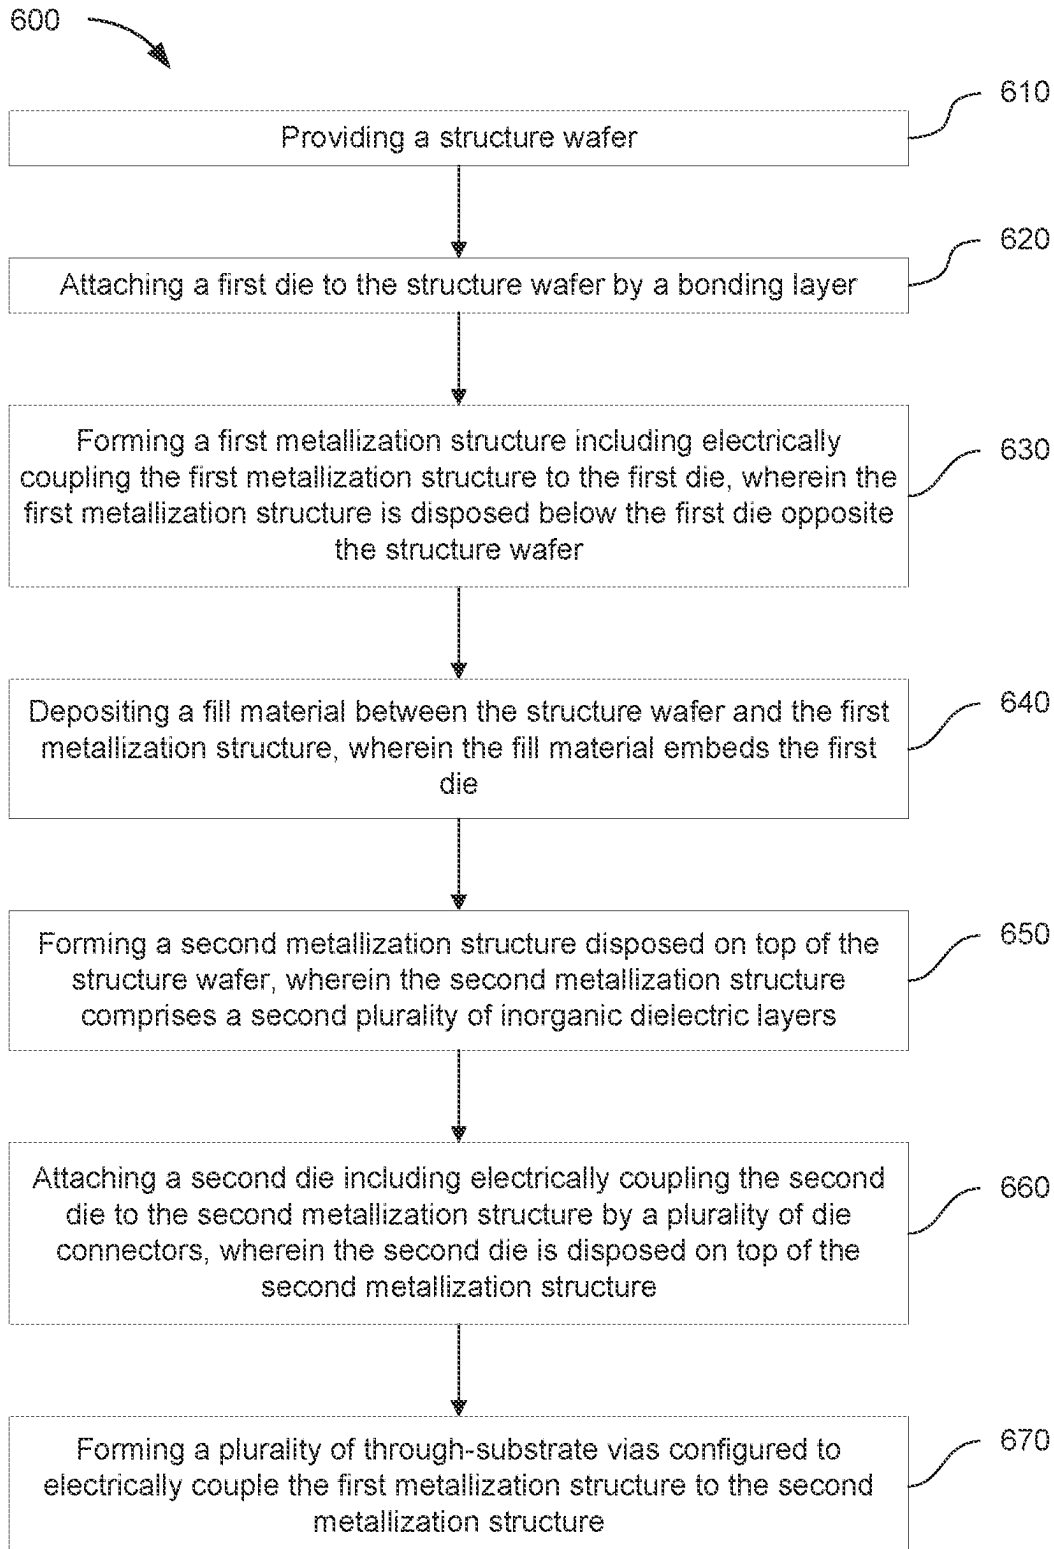 600
610
Providing a structure wafer
620
Attaching a first die to the structure wafer by a bonding layer
Forming a first metallization structure including electrically
coupling the first metallization structure to the first die, wherein the
first metallization structure is disposed below the first die opposite
the structure wafer
630
Depositing a fill material between the structure wafer and the first
metallization structure, wherein the fill material embeds the first
die
640
Forming a second metallization structure disposed on top of the
structure wafer, wherein the second metallization structure
comprises a second plurality of inorganic dielectric layers
650
Attaching a second die including electrically coupling the second
die to the second metallization structure by a plurality of die
connectors, wherein the second die is disposed on top of the
second metallization structure
660
Forming a plurality of through-substrate vias configured to
electrically couple the first metallization structure to the second
metallization structure
670